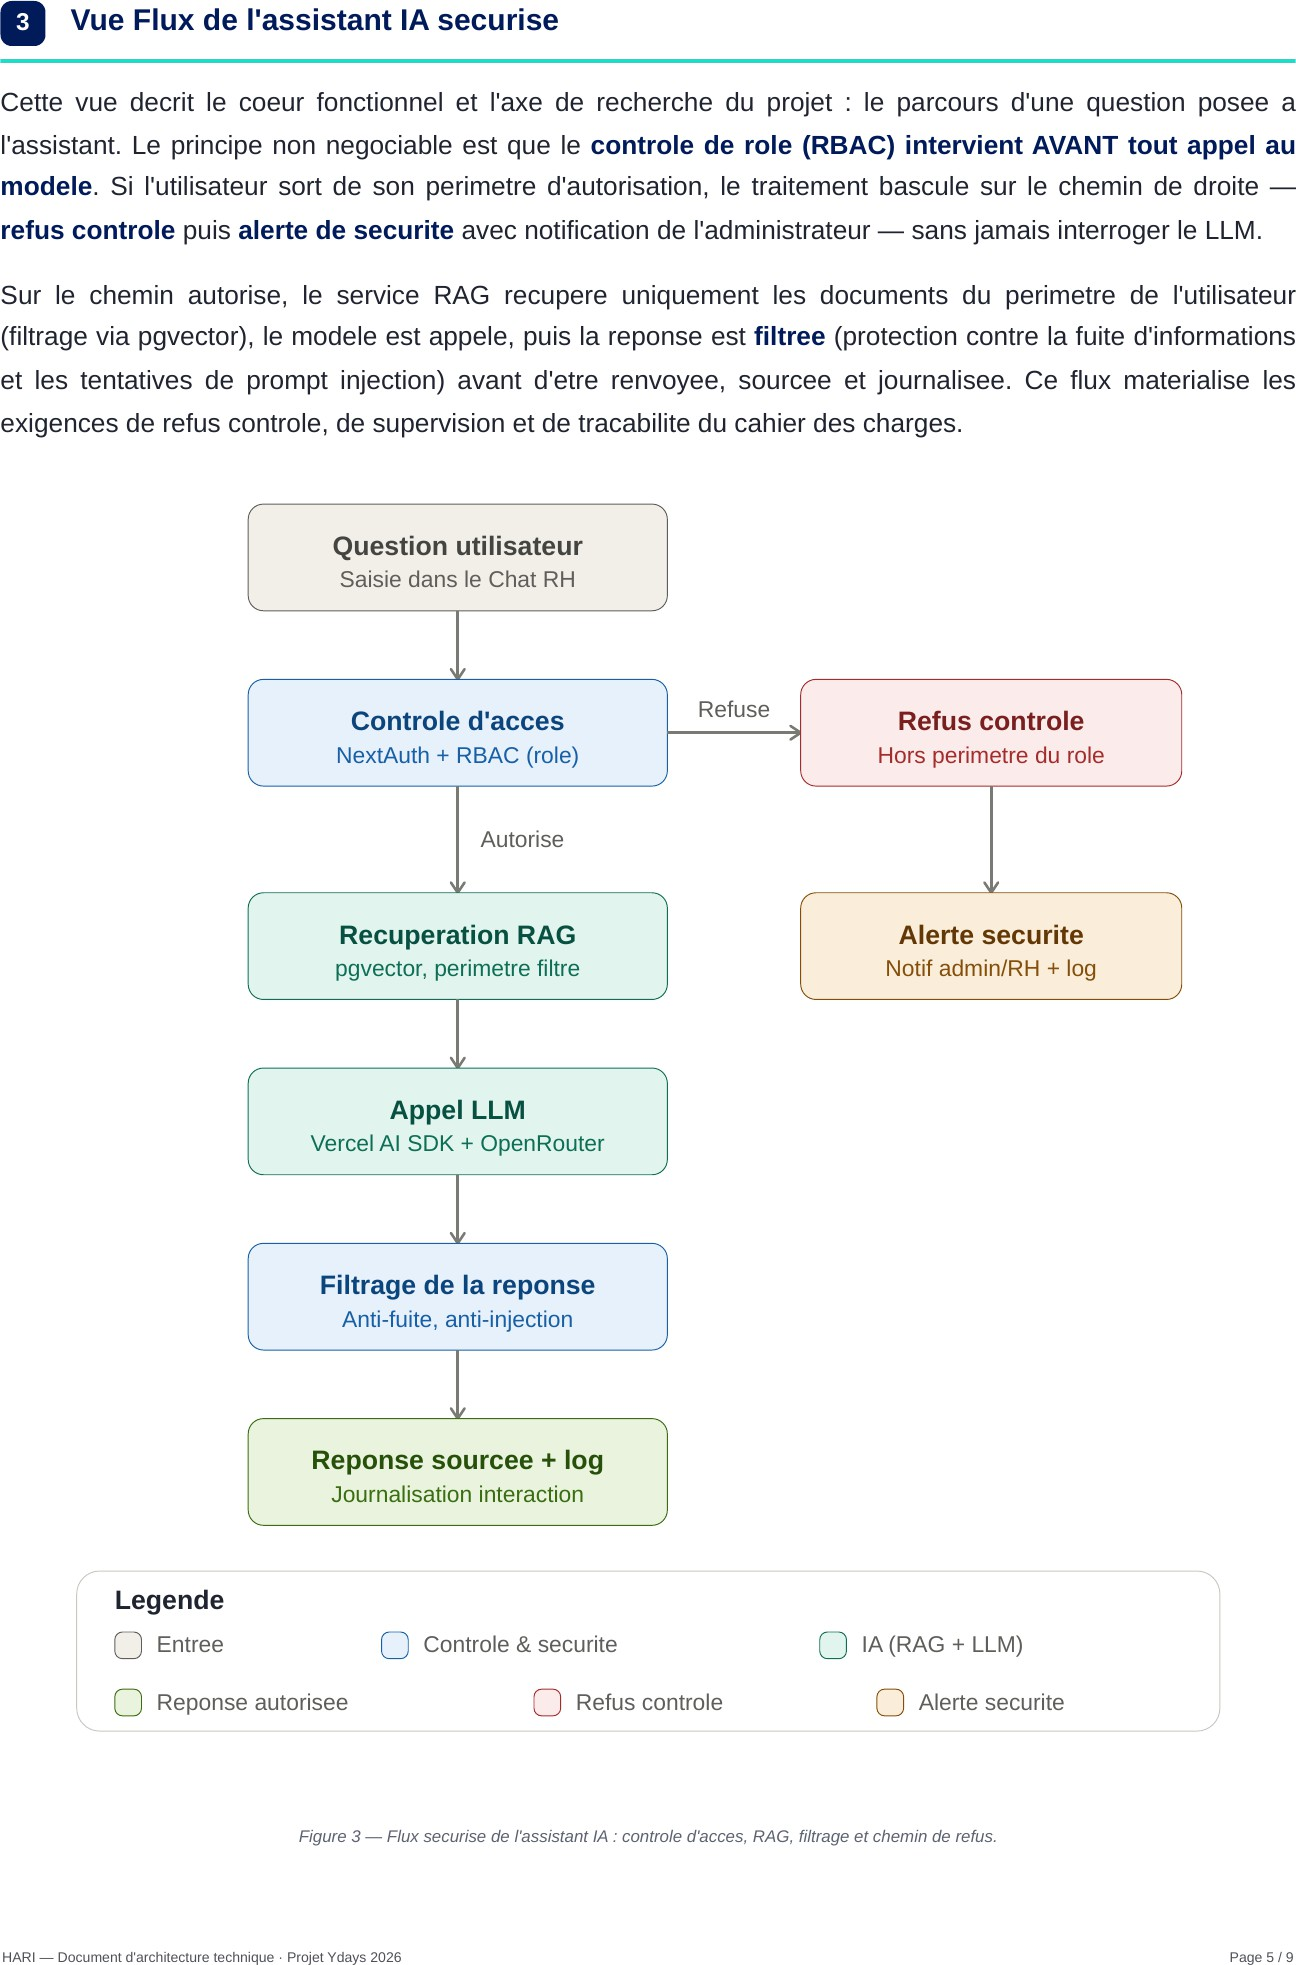 3 Vue Flux de l'assistant IA securise
Cette vue decrit le coeur fonctionnel et l'axe de recherche du projet : le parcours d'une question posee a
l'assistant. Le principe non negociable est que le controle de role (RBAC) intervient AVANT tout appel au
modele. Si l'utilisateur sort de son perimetre d'autorisation, le traitement bascule sur le chemin de droite —
refus controle puis alerte de securite avec notification de l'administrateur — sans jamais interroger le LLM.
Sur le chemin autorise, le service RAG recupere uniquement les documents du perimetre de l'utilisateur
(filtrage via pgvector), le modele est appele, puis la reponse est filtree (protection contre la fuite d'informations
et les tentatives de prompt injection) avant d'etre renvoyee, sourcee et journalisee. Ce flux materialise les
exigences de refus controle, de supervision et de tracabilite du cahier des charges.
Question utilisateur
Saisie dans le Chat RH
Controle d'acces
NextAuth + RBAC (role)
Refuse
Refus controle
Hors perimetre du role
Autorise
Recuperation RAG
pgvector, perimetre filtre
Alerte securite
Notif admin/RH + log
Appel LLM
Vercel AI SDK + OpenRouter
Filtrage de la reponse
Anti-fuite, anti-injection
Reponse sourcee + log
Journalisation interaction
Legende
Entree
Controle & securite
IA (RAG + LLM)
Reponse autorisee
Refus controle
Alerte securite
Figure 3 — Flux securise de l'assistant IA : controle d'acces, RAG, filtrage et chemin de refus.
HARI — Document d'architecture technique · Projet Ydays 2026
Page 5 / 9